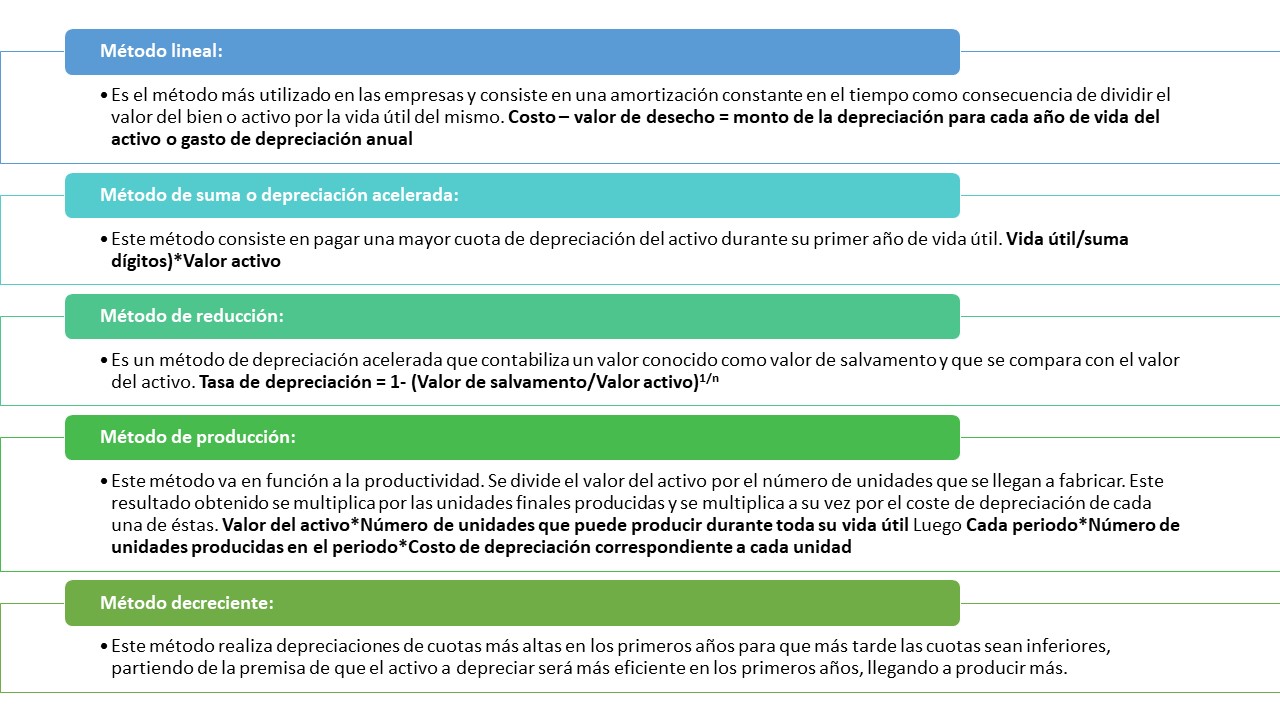 Método lineal:
• Es el método más utilizado en las empresas y consiste en una amortización constante en el tiempo como consecuencia de dividir el
valor del bien o activo por la vida útil del mismo. Costo – valor de desecho = monto de la depreciación para cada año de vida del
activo o gasto de depreciación anual
Método de suma o depreciación acelerada:
• Este método consiste en pagar una mayor cuota de depreciación del activo durante su primer año de vida útil. Vida útil/suma
dígitos)*Valor activo
Método de reducción:
• Es un método de depreciación acelerada que contabiliza un valor conocido como valor de salvamento y que se compara con el valor
del activo. Tasa de depreciación = 1- (Valor de salvamento/Valor activo)¹/ⁿ
Método de producción:
• Este método va en función a la productividad. Se divide el valor del activo por el número de unidades que se llegan a fabricar. Este
resultado obtenido se multiplica por las unidades finales producidas y se multiplica a su vez por el coste de depreciación de cada
una de éstas. Valor del activo*Número de unidades que puede producir durante toda su vida útil Luego Cada periodo*Número de
unidades producidas en el periodo*Costo de depreciación correspondiente a cada unidad
Método decreciente:
• Este método realiza depreciaciones de cuotas más altas en los primeros años para que más tarde las cuotas sean inferiores,
partiendo de la premisa de que el activo a depreciar será más eficiente en los primeros años, llegando a producir más.